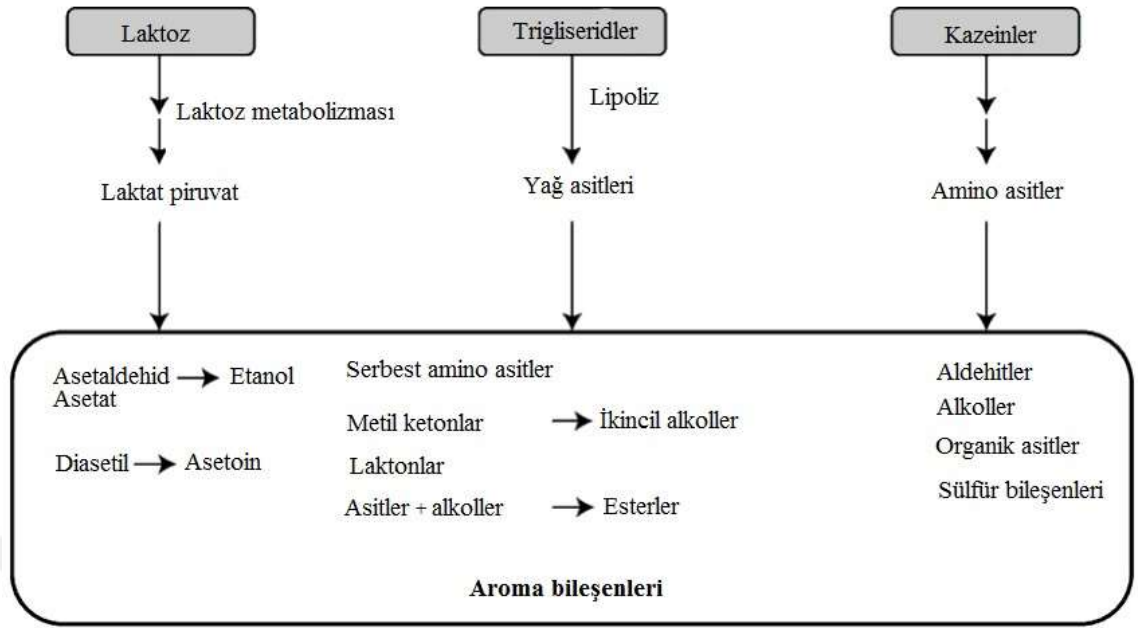 Laktoz
Trigliseridler
Kazeinler
Laktoz metabolizması
Lipoliz
Laktat piruvat
Yağ asitleri
Amino asitler
Asetaldehid → Etanol
Asetat
Diasetil → Asetoin
Serbest amino asitler
Metil ketonlar → İkincil alkoller
Laktonlar
Asitler + alkoller → Esterler
Aldehitler
Alkoller
Organik asitler
Sülfür bileşenleri
Aroma bileşenleri